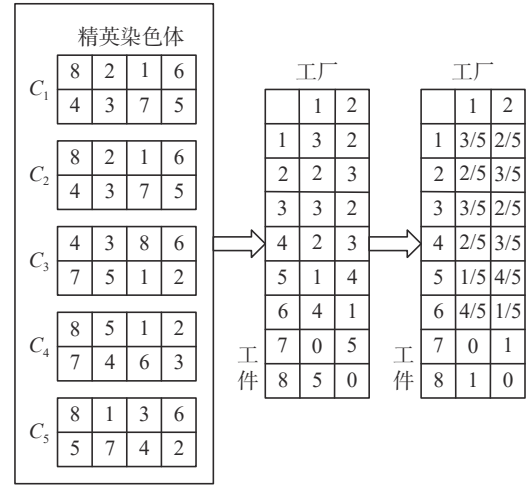 精英染色体
C1
8 2 1 6
4 3 7 5
C2
8 2 1 6
4 3 7 5
C3
4 3 8 6
7 5 1 2
C4
8 5 1 2
7 4 6 3
C5
8 1 3 6
5 7 4 2
工厂
1 2
1 3 2
2 2 3
3 3 2
4 2 3
5 1 4
6 4 1
7 0 5
8 5 0
工件
工厂
1 2
1 3/5 2/5
2 2/5 3/5
3 3/5 2/5
4 2/5 3/5
5 1/5 4/5
6 4/5 1/5
7 0 1
8 1 0
工件